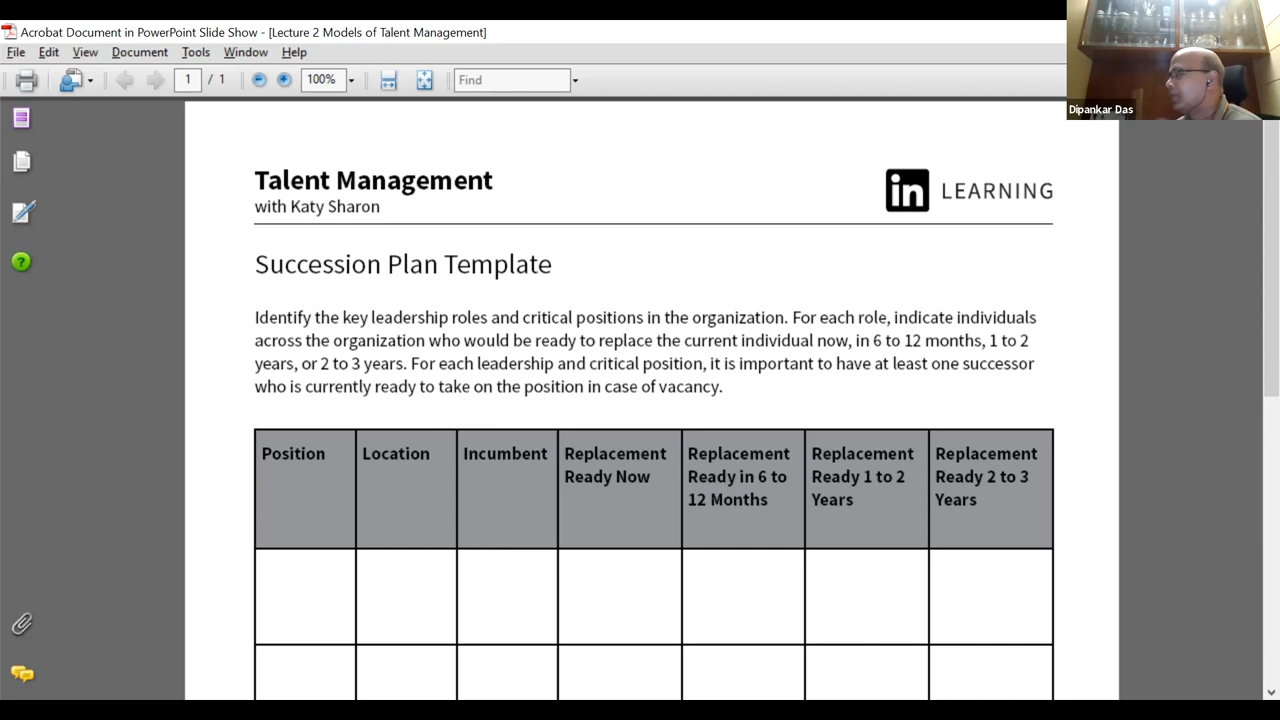 Acrobat Document in PowerPoint Slide Show - [Lecture 2 Models of Talent Management]
File Edit View Document Tools Window Help
1 / 1 100% Find
Dipankar Das
Talent Management
with Katy Sharon
in LEARNING
Succession Plan Template
Identify the key leadership roles and critical positions in the organization. For each role, indicate individuals
across the organization who would be ready to replace the current individual now, in 6 to 12 months, 1 to 2
years, or 2 to 3 years. For each leadership and critical position, it is important to have at least one successor
who is currently ready to take on the position in case of vacancy.
Position Location Incumbent Replacement Replacement Replacement Replacement
Ready Now Ready in 6 to Ready 1 to 2 Ready 2 to 3
12 Months Years Years